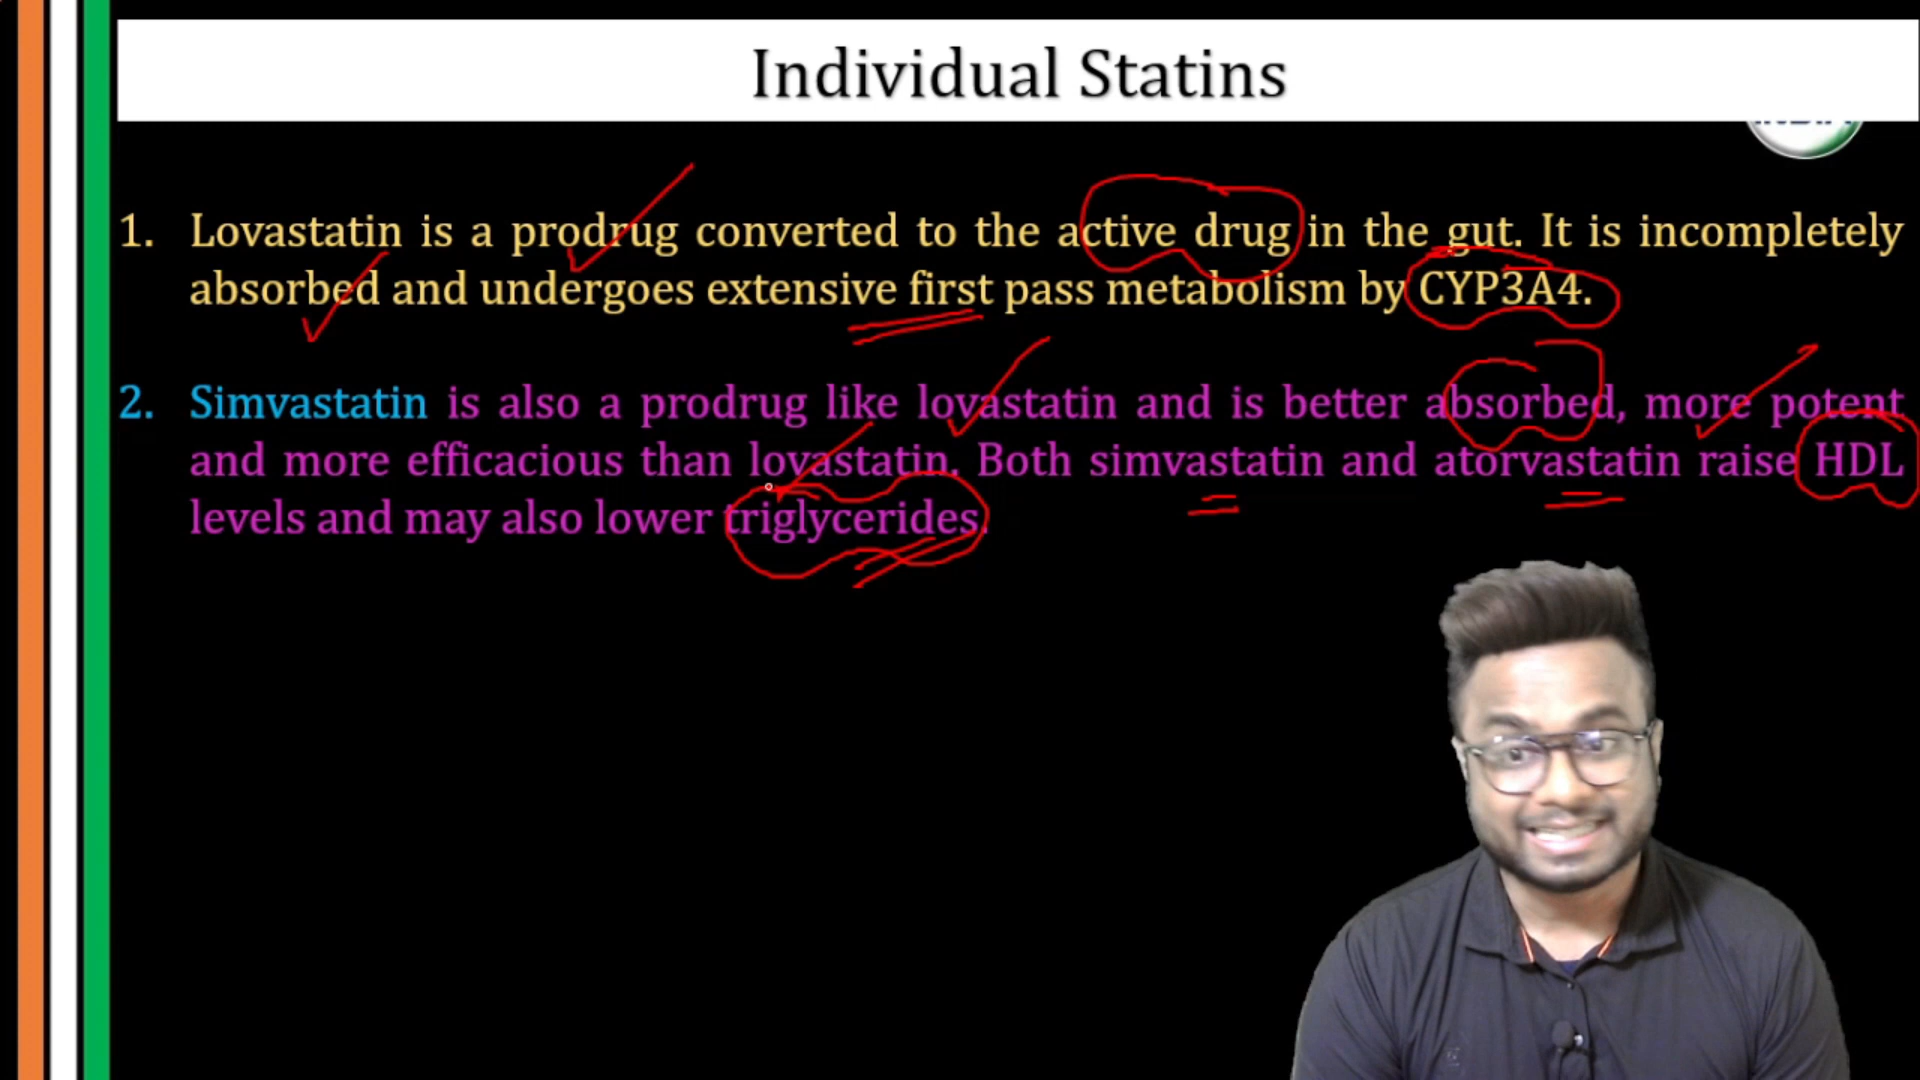 Individual Statins
1. Lovastatin is a prodrug converted to the active drug in the gut. It is incompletely
absorbed and undergoes extensive first pass metabolism by CYP3A4.
2. Simvastatin is also a prodrug like lovastatin and is better absorbed, more potent
and more efficacious than lovastatin. Both simvastatin and atorvastatin raise HDL
levels and may also lower triglycerides.